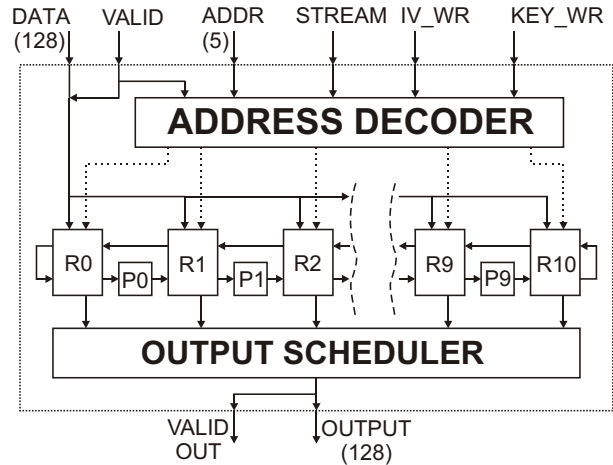 DATA VALID ADDR STREAM IV_WR KEY_WR
(128) (5)
ADDRESS DECODER
R0 P0 R1 P1 R2 R9 P9 R10
OUTPUT SCHEDULER
VALID OUTPUT
OUT (128)